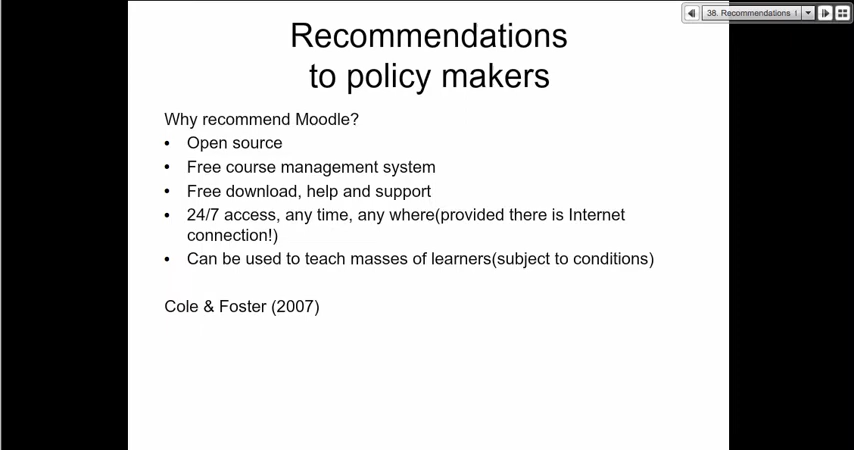 38. Recommendations
Recommendations
to policy makers
Why recommend Moodle?
• Open source
• Free course management system
• Free download, help and support
• 24/7 access, any time, any where(provided there is Internet
connection!)
• Can be used to teach masses of learners(subject to conditions)
Cole & Foster (2007)